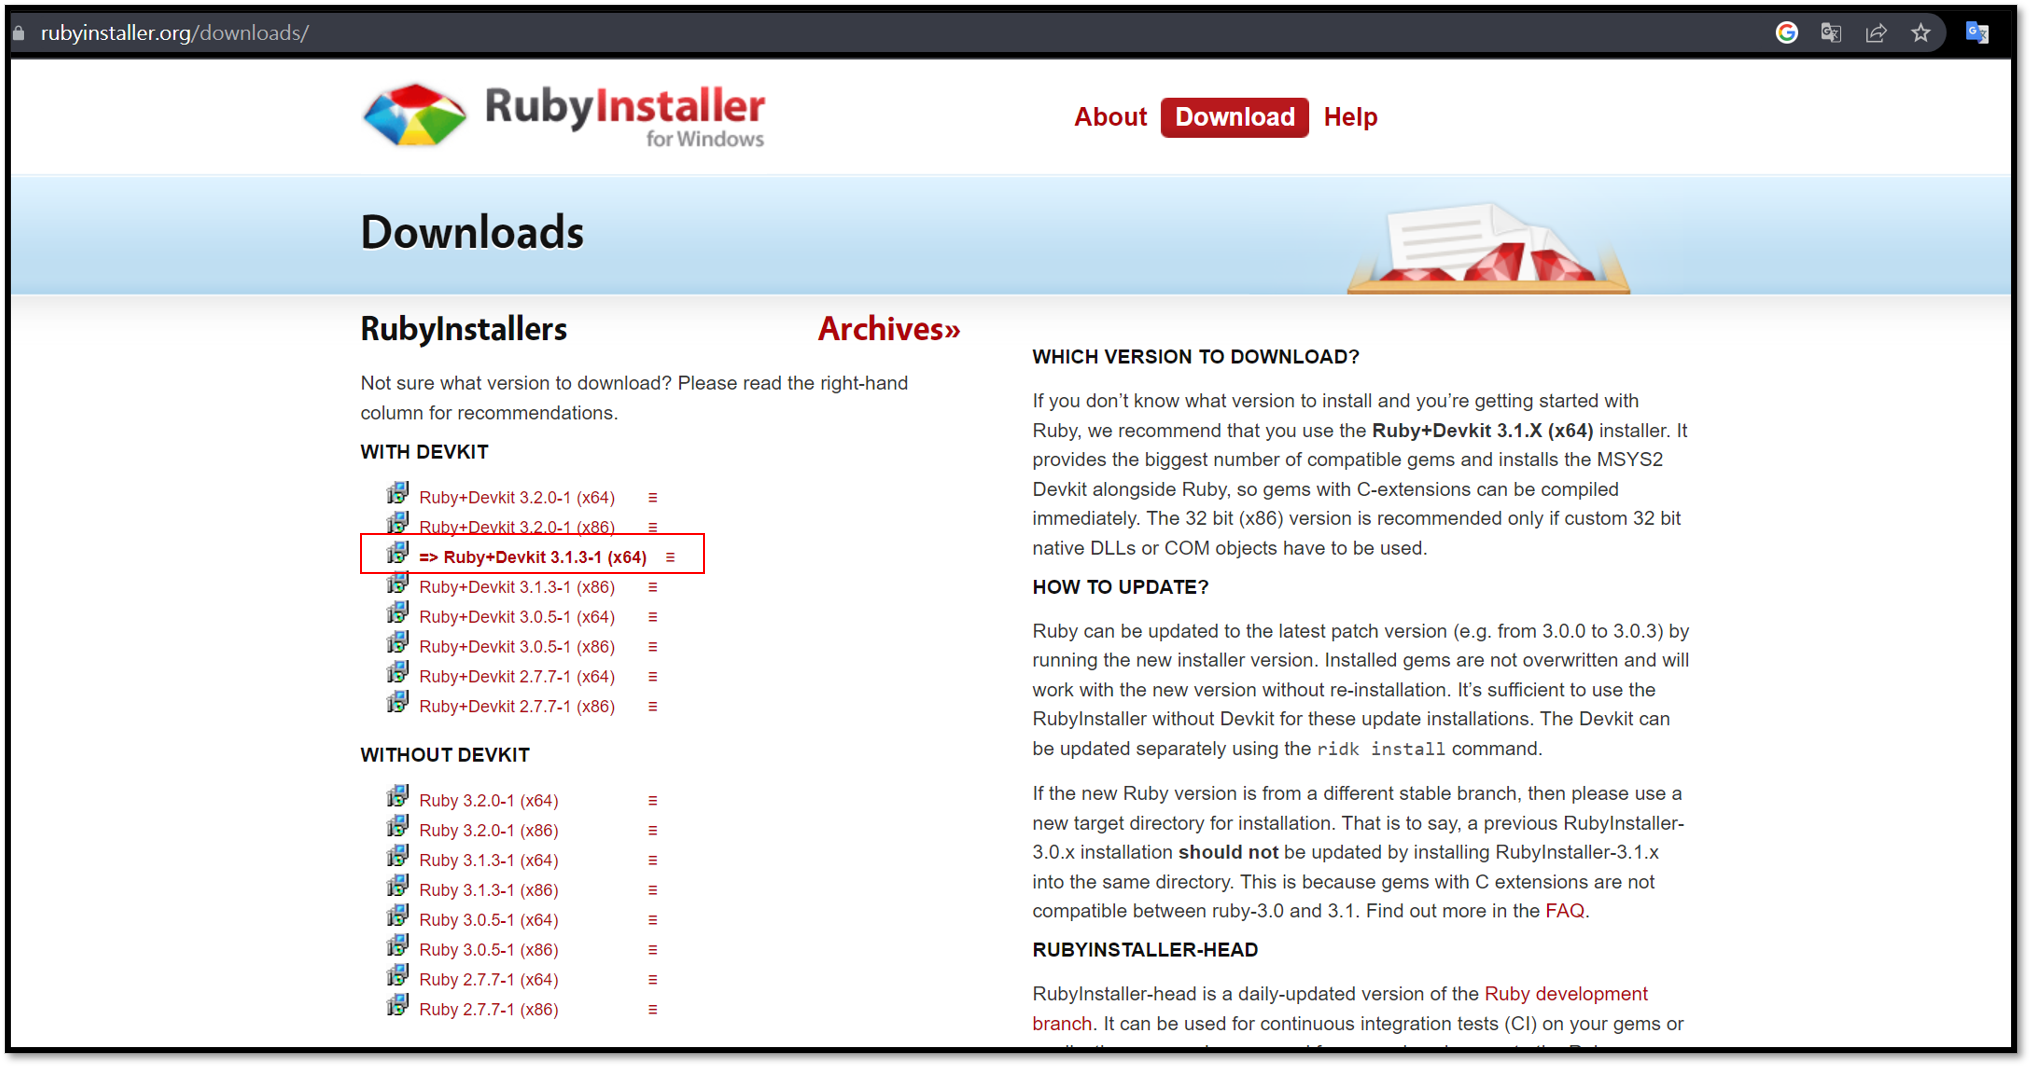 rubyinstaller.org/downloads/
RubyInstaller
for Windows
About Download Help
Downloads
RubyInstallers Archives»
Not sure what version to download? Please read the right-hand
column for recommendations.
WITH DEVKIT
Ruby+Devkit 3.2.0-1 (x64) ≡
Ruby+Devkit 3.2.0-1 (x86) ≡
=> Ruby+Devkit 3.1.3-1 (x64) ≡
Ruby+Devkit 3.1.3-1 (x86) ≡
Ruby+Devkit 3.0.5-1 (x64) ≡
Ruby+Devkit 3.0.5-1 (x86) ≡
Ruby+Devkit 2.7.7-1 (x64) ≡
Ruby+Devkit 2.7.7-1 (x86) ≡
WITHOUT DEVKIT
Ruby 3.2.0-1 (x64) ≡
Ruby 3.2.0-1 (x86) ≡
Ruby 3.1.3-1 (x64) ≡
Ruby 3.1.3-1 (x86) ≡
Ruby 3.0.5-1 (x64) ≡
Ruby 3.0.5-1 (x86) ≡
Ruby 2.7.7-1 (x64) ≡
Ruby 2.7.7-1 (x86) ≡
WHICH VERSION TO DOWNLOAD?
If you don’t know what version to install and you’re getting started with
Ruby, we recommend that you use the Ruby+Devkit 3.1.X (x64) installer. It
provides the biggest number of compatible gems and installs the MSYS2
Devkit alongside Ruby, so gems with C-extensions can be compiled
immediately. The 32 bit (x86) version is recommended only if custom 32 bit
native DLLs or COM objects have to be used.
HOW TO UPDATE?
Ruby can be updated to the latest patch version (e.g. from 3.0.0 to 3.0.3) by
running the new installer version. Installed gems are not overwritten and will
work with the new version without re-installation. It’s sufficient to use the
RubyInstaller without Devkit for these update installations. The Devkit can
be updated separately using the ridk install command.
If the new Ruby version is from a different stable branch, then please use a
new target directory for installation. That is to say, a previous RubyInstaller-
3.0.x installation should not be updated by installing RubyInstaller-3.1.x
into the same directory. This is because gems with C extensions are not
compatible between ruby-3.0 and 3.1. Find out more in the FAQ.
RUBYINSTALLER-HEAD
RubyInstaller-head is a daily-updated version of the Ruby development
branch. It can be used for continuous integration tests (CI) on your gems or